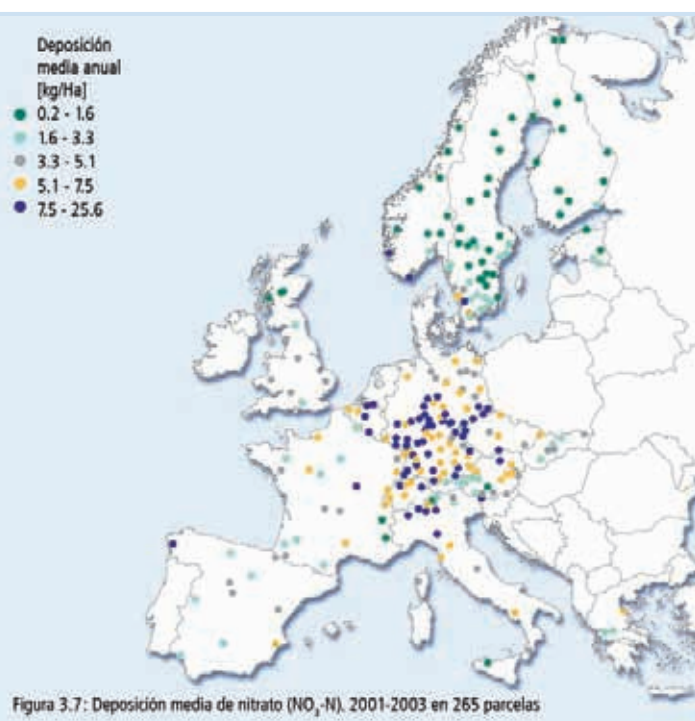 Deposición
media anual
[kg/Ha]
0.2 - 1.6
1.6 - 3.3
3.3 - 5.1
5.1 - 7.5
7.5 - 25.6
Figura 3.7: Deposición media de nitrato (NO₃-N). 2001-2003 en 265 parcelas